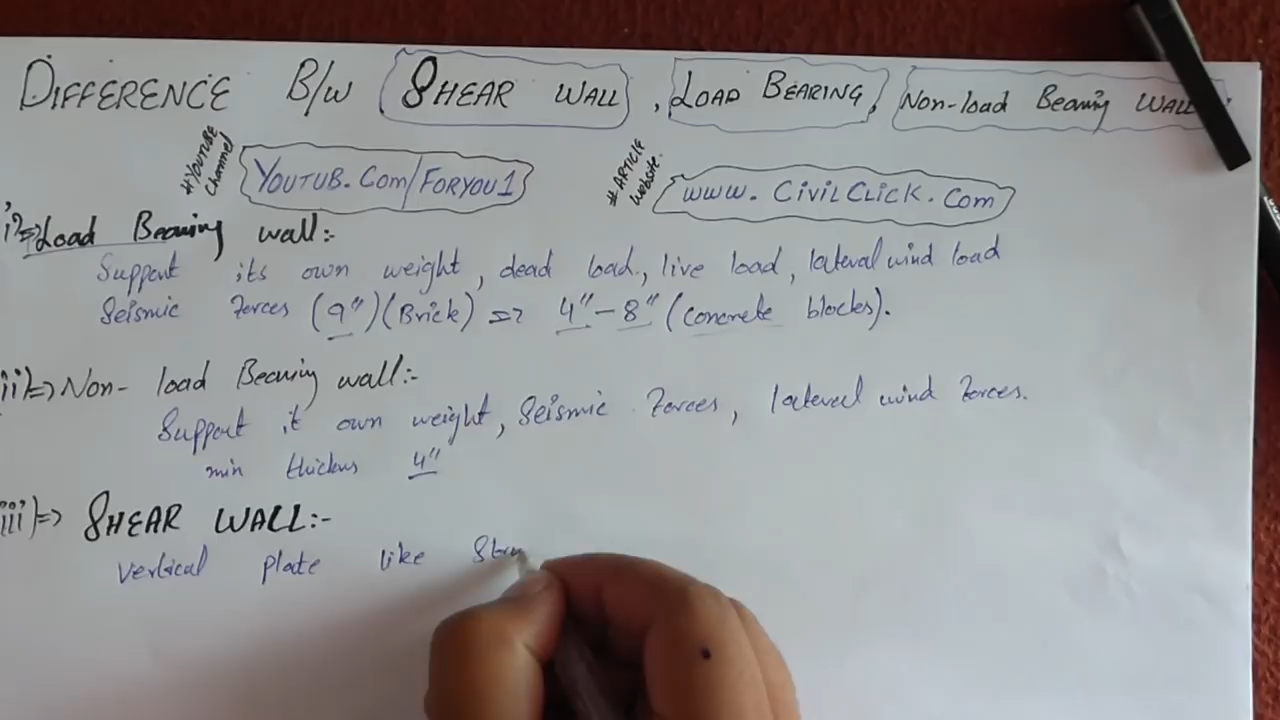 DIFFERENCE B/w SHEAR WALL, LOAD BEARING, Non-load Bearing WALL
#YOUTUBE Channel YOUTUB.Com/FORYOU1 #ARTICLE Website. www.CIVILCLICK.Com
i)=> Load Bearing wall:-
Support its own weight, dead load, live load, lateral wind load
Seismic Forces (9") (Brick) => 4"-8" (concrete blocks).
ii)=> Non-load Bearing wall:-
Support it own weight, Seismic Forces, lateral wind Forces.
min thickns 4"
iii)=> SHEAR WALL:-
Vertical plate like